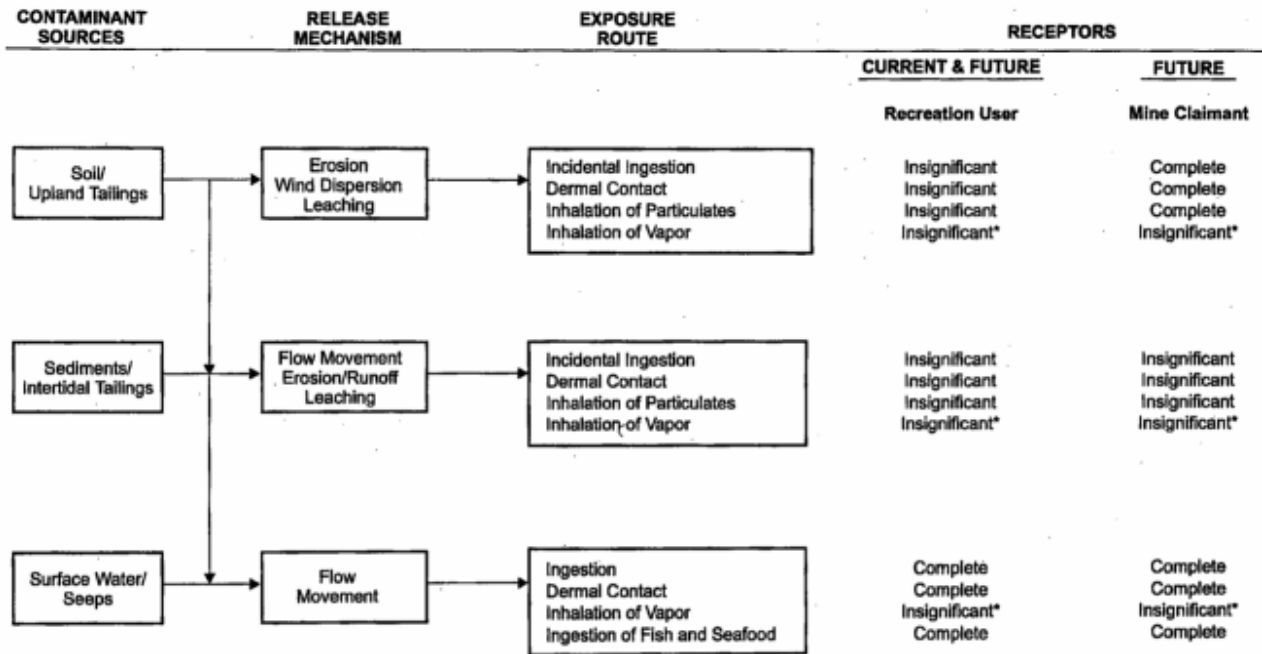 CONTAMINANT SOURCES
RELEASE MECHANISM
EXPOSURE ROUTE
RECEPTORS
CURRENT & FUTURE
FUTURE
Recreation User
Mine Claimant
Soil/
Upland Tailings
Erosion
Wind Dispersion
Leaching
Incidental Ingestion Insignificant Complete
Dermal Contact Insignificant Complete
Inhalation of Particulates Insignificant Complete
Inhalation of Vapor Insignificant* Insignificant*
Sediments/
Intertidal Tailings
Flow Movement
Erosion/Runoff
Leaching
Incidental Ingestion Insignificant Insignificant
Dermal Contact Insignificant Insignificant
Inhalation of Particulates Insignificant Insignificant
Inhalation of Vapor Insignificant* Insignificant*
Surface Water/
Seeps
Flow
Movement
Ingestion Complete Complete
Dermal Contact Complete Complete
Inhalation of Vapor Insignificant* Insignificant*
Ingestion of Fish and Seafood Complete Complete